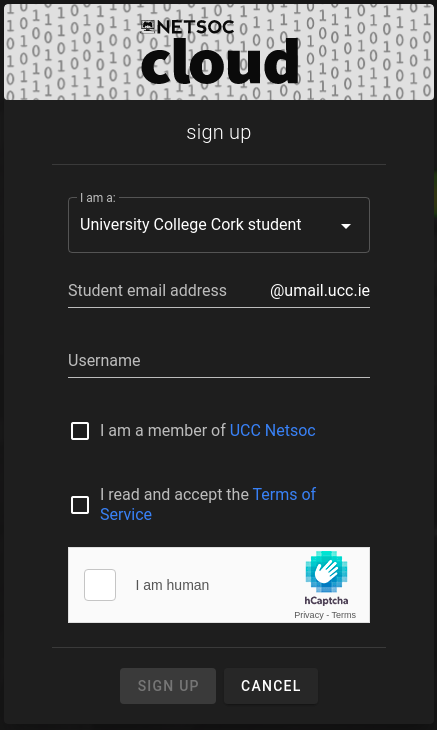 NETSOC
cloud
sign up
I am a:
University College Cork student
Student email address @umail.ucc.ie
Username
I am a member of UCC Netsoc
I read and accept the Terms of
Service
I am human
hCaptcha
Privacy - Terms
SIGN UP CANCEL